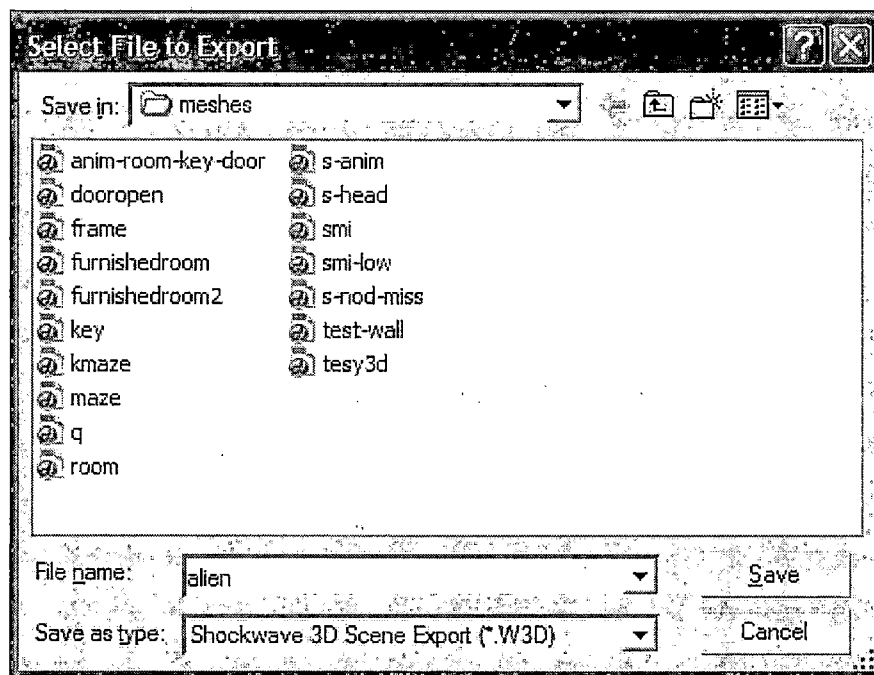 Select File to Export
Save in: meshes
anim-room-key-door
dooropen
frame
furnishedroom
furnishedroom2
key
kmaze
maze
q
room
s-anim
s-head
smi
smi-low
s-nod-miss
test-wall
tesy3d
File name: alien
Save
Save as type: Shockwave 3D Scene Export (*.W3D)
Cancel